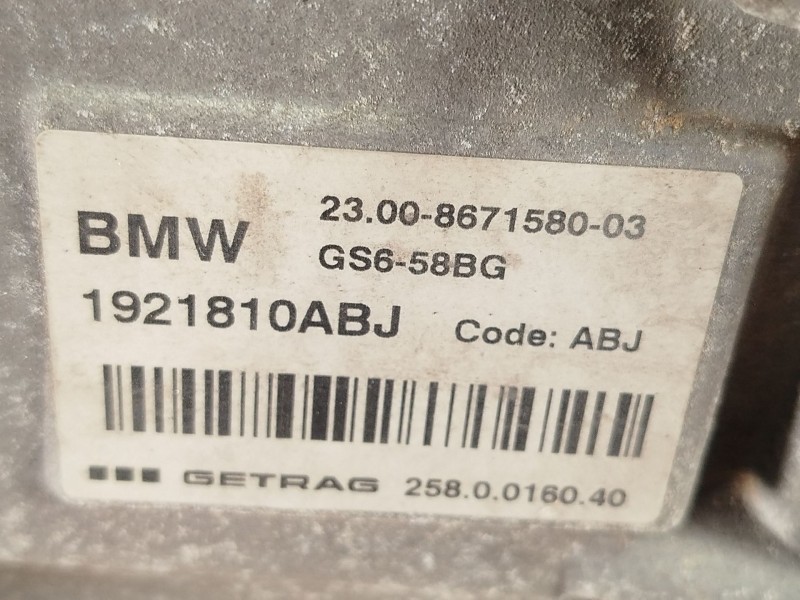 23.00-8671580-03
BMW
GS6-58BG
1921810ABJ Code: ABJ
GETRAG 258.0.0160.40